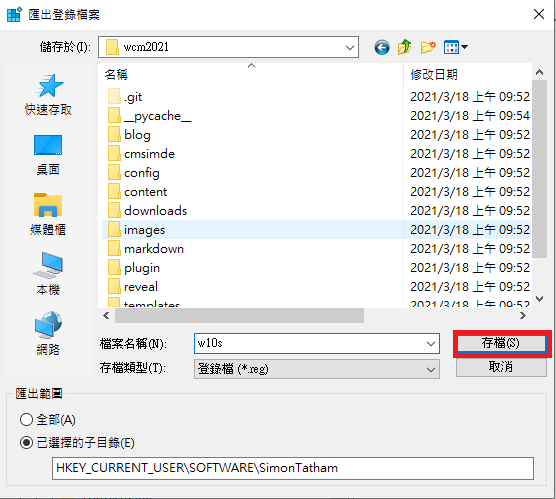 匯出登錄檔案
儲存於(I):
wcm2021
快速存取
桌面
媒體櫃
本機
網路
名稱
修改日期
.git
2021/3/18 上午 09:52
__pycache__
2021/3/18 上午 09:54
blog
2021/3/18 上午 09:52
cmsimde
2021/3/18 上午 09:52
config
2021/3/18 上午 09:52
content
2021/3/18 上午 09:52
downloads
2021/3/18 上午 09:52
images
2021/3/18 上午 09:52
markdown
2021/3/18 上午 09:52
plugin
2021/3/18 上午 09:52
reveal
2021/3/18 上午 09:52
templates
2021/3/18 上午 09:52
檔案名稱(N):
w10s
存檔(S)
存檔類型(T):
登錄檔 (*.reg)
取消
匯出範圍
全部(A)
已選擇的子目錄(E)
HKEY_CURRENT_USER\SOFTWARE\SimonTatham